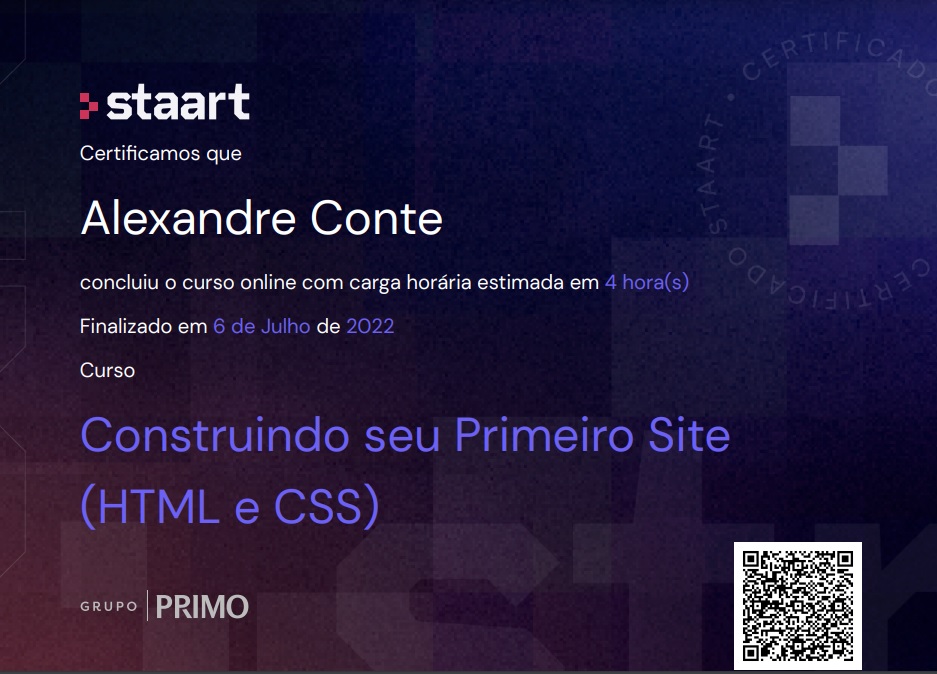 staart
Certificamos que
Alexandre Conte
concluiu o curso online com carga horária estimada em 4 hora(s)
Finalizado em 6 de Julho de 2022
Curso
Construindo seu Primeiro Site
(HTML e CSS)
GRUPO PRIMO
CERTIFICADO
STAART • CERTIFICADO